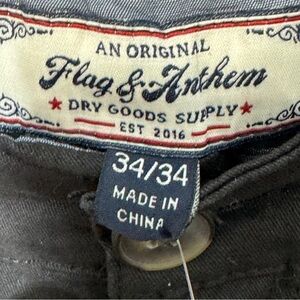 AN ORIGINAL
Flag & Anthem
★ DRY GOODS SUPPLY ★
EST 2016
34/34
MADE IN
CHINA